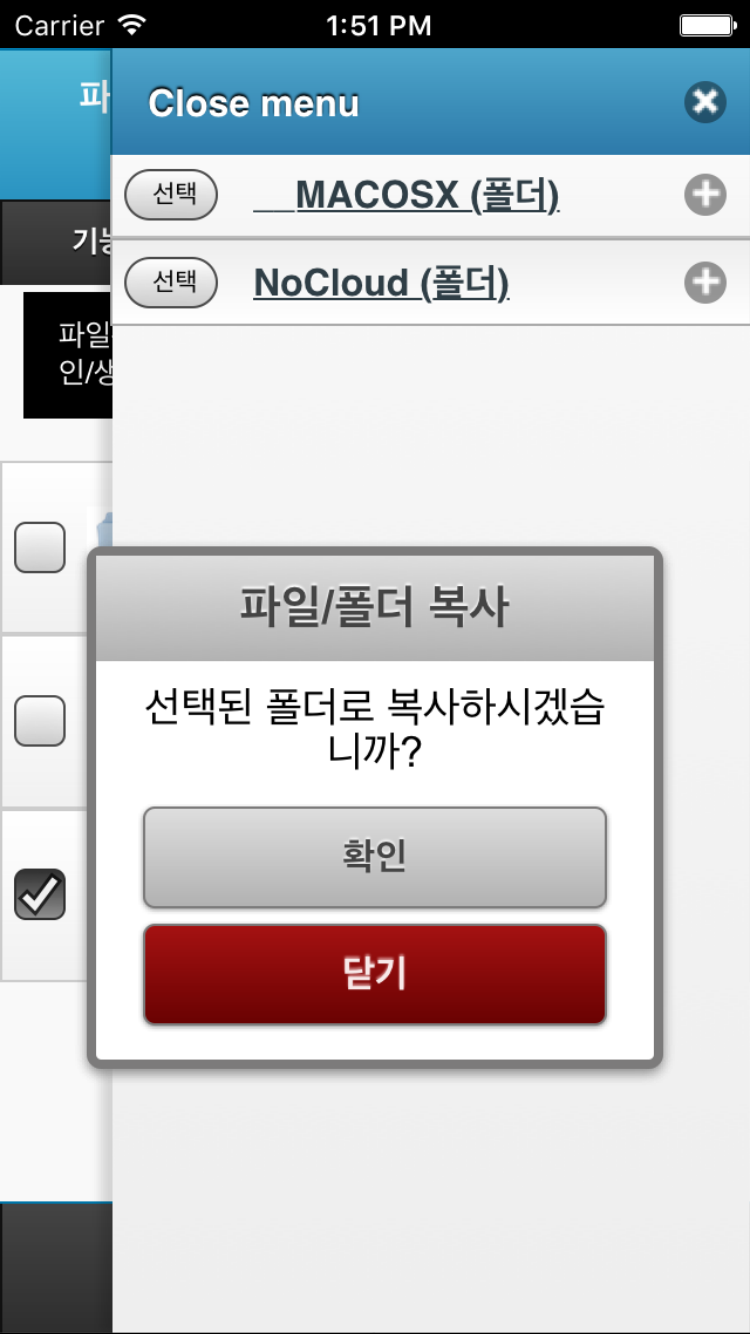 Carrier 1:51 PM
파
Close menu
선택 __MACOSX (폴더)
기능
선택 NoCloud (폴더)
파일
인/생
파일/폴더 복사
선택된 폴더로 복사하시겠습
니까?
확인
닫기